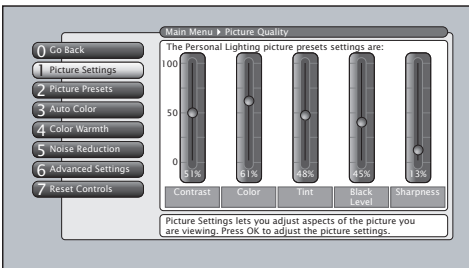 Main Menu ▸ Picture Quality
0 Go Back
1 Picture Settings
2 Picture Presets
3 Auto Color
4 Color Warmth
5 Noise Reduction
6 Advanced Settings
7 Reset Controls
The Personal Lighting picture presets settings are:
100
50
0
51% 61% 48% 45% 13%
Contrast Color Tint Black Level Sharpness
Picture Settings lets you adjust aspects of the picture you
are viewing. Press OK to adjust the picture settings.